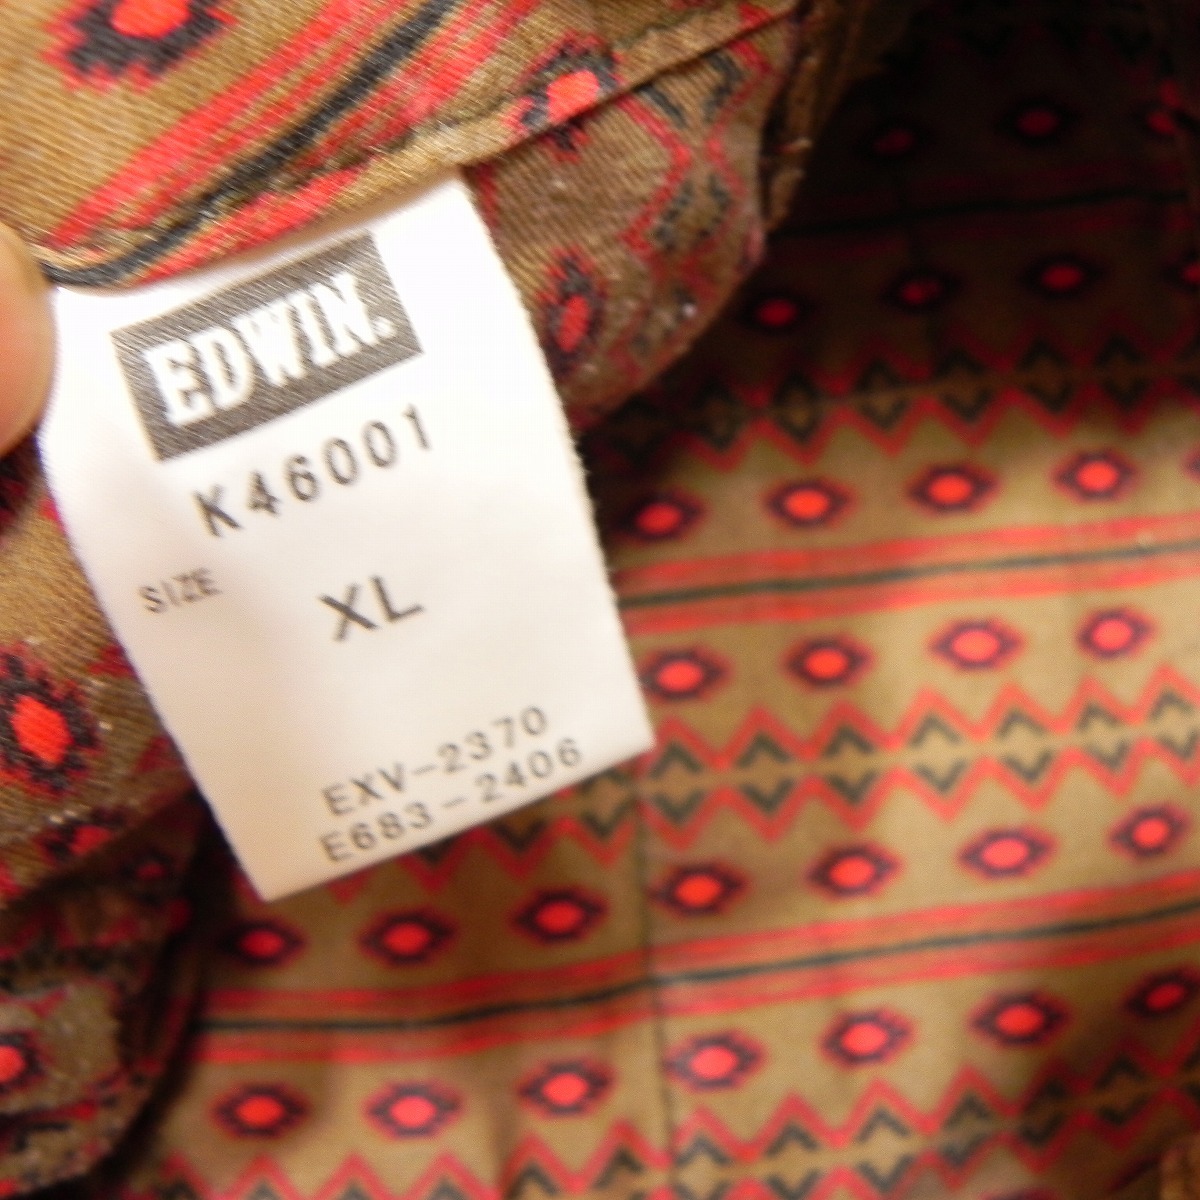 EDWIN.
K46001
SIZE
XL
EXV-2370
E683-2406